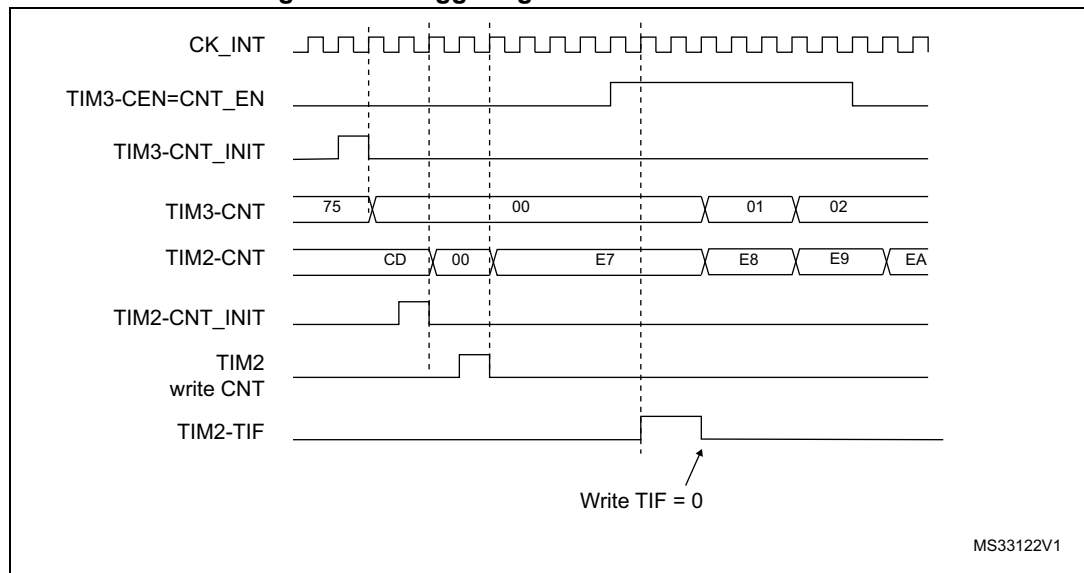 CK_INT
TIM3-CEN=CNT_EN
TIM3-CNT_INIT
TIM3-CNT 75 00 01 02
TIM2-CNT CD 00 E7 E8 E9 EA
TIM2-CNT_INIT
TIM2
write CNT
TIM2-TIF
Write TIF = 0
MS33122V1